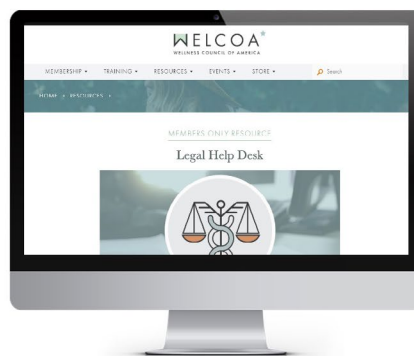 WELCOA®
WELLNESS COUNCIL OF AMERICA
MEMBERSHIP ▾ TRAINING ▾ RESOURCES ▾ EVENTS ▾ STORE ▾ Search
HOME > RESOURCES >
MEMBERS ONLY RESOURCE
Legal Help Desk